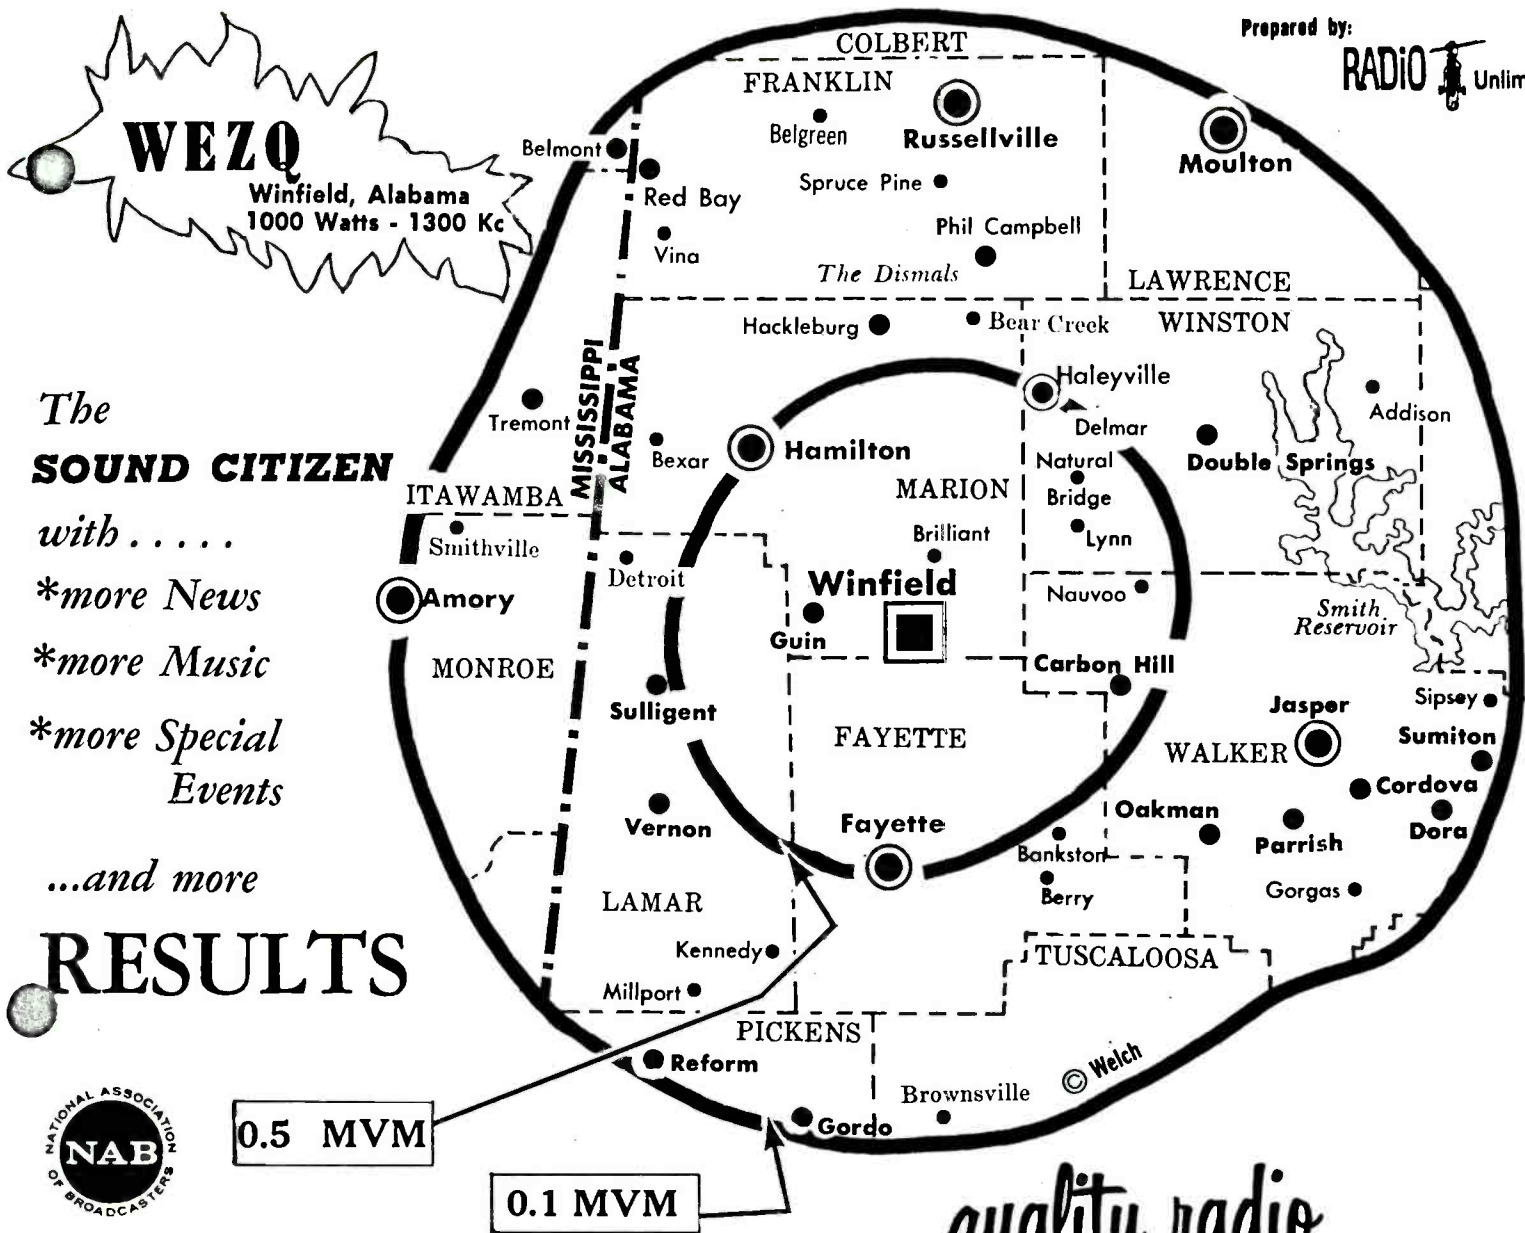 Prepared by:
RADiO
WEZQ
Winfield, Alabama
1000 Watts - 1300 Kc
The
SOUND CITIZEN
with . . . . .
*more News
*more Music
*more Special
Events
...and more
RESULTS
NATIONAL ASSOCIATION
NAB
OF BROADCASTERS
COLBERT
FRANKLIN
Belgreen
Russellville
Moulton
Belmont
Red Bay
Spruce Pine
Vina
Phil Campbell
The Dismals
LAWRENCE
Hackleburg
Bear Creek
WINSTON
Haleyville
Addison
Delmar
Tremont
MISSISSIPPI
ALABAMA
Bexar
Hamilton
Natural
Bridge
Double Springs
ITAWAMBA
MARION
Smithville
Brilliant
Lynn
Detroit
Winfield
Nauvoo
Smith
Reservoir
Amory
Guin
MONROE
Carbon Hill
Sulligent
FAYETTE
Jasper
Sipsey
WALKER
Sumiton
Cordova
Vernon
Fayette
Oakman
Parrish
Dora
Bankston
Berry
Gorgas
LAMAR
Kennedy
TUSCALOOSA
Millport
PICKENS
Reform
© Welch
Brownsville
Gordo
0.5 MVM
0.1 MVM
quality radio